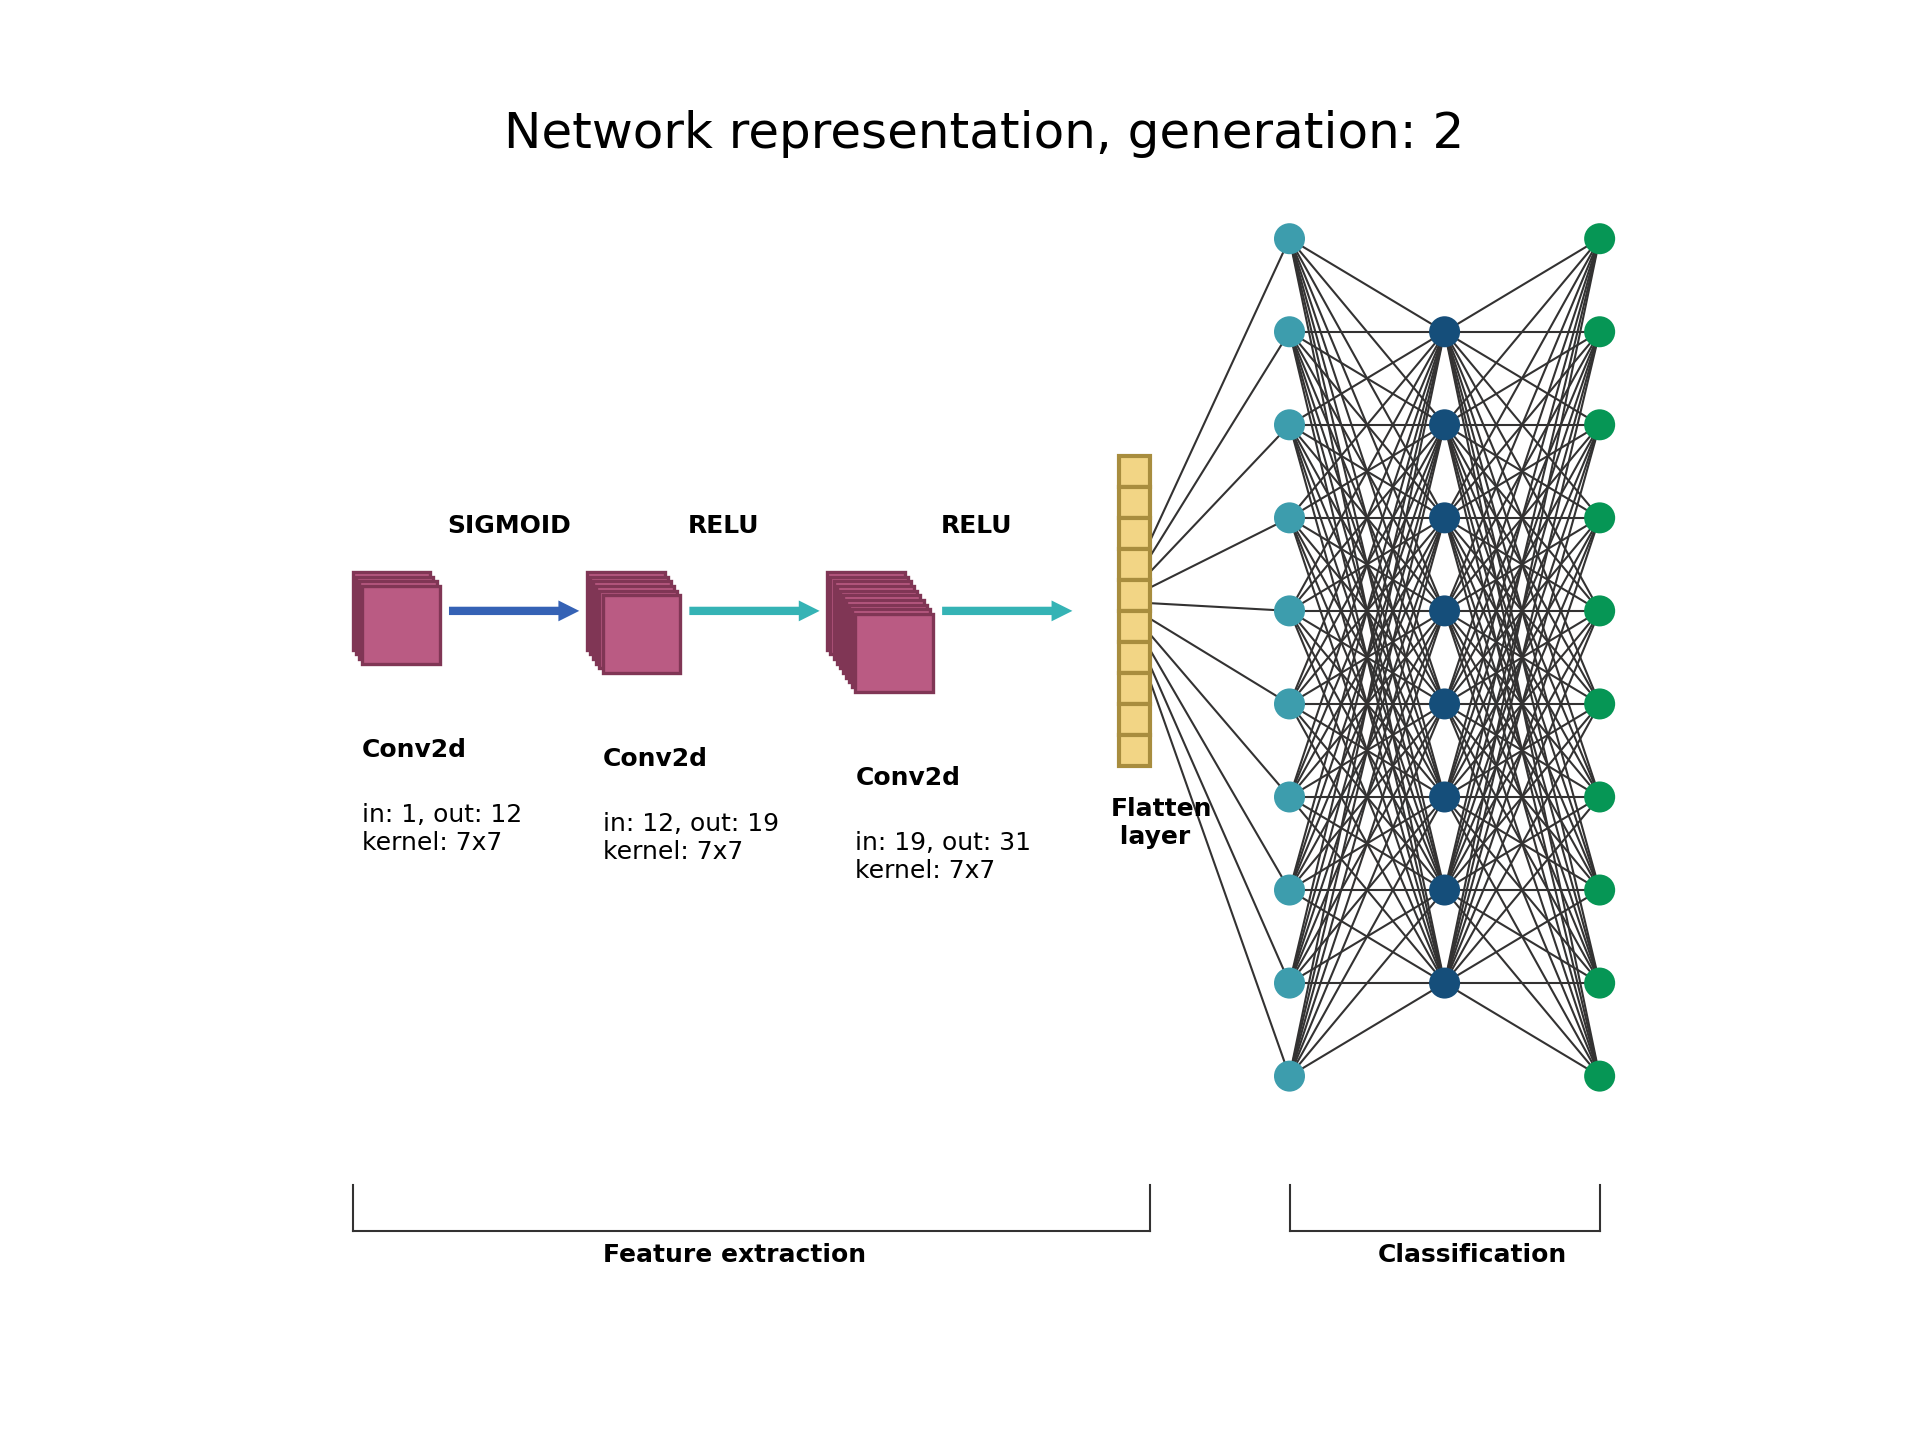 Network representation, generation: 2
SIGMOID
RELU
RELU
Conv2d
in: 1, out: 12
kernel: 7x7
Conv2d
in: 12, out: 19
kernel: 7x7
Conv2d
in: 19, out: 31
kernel: 7x7
Flatten
layer
Feature extraction
Classification